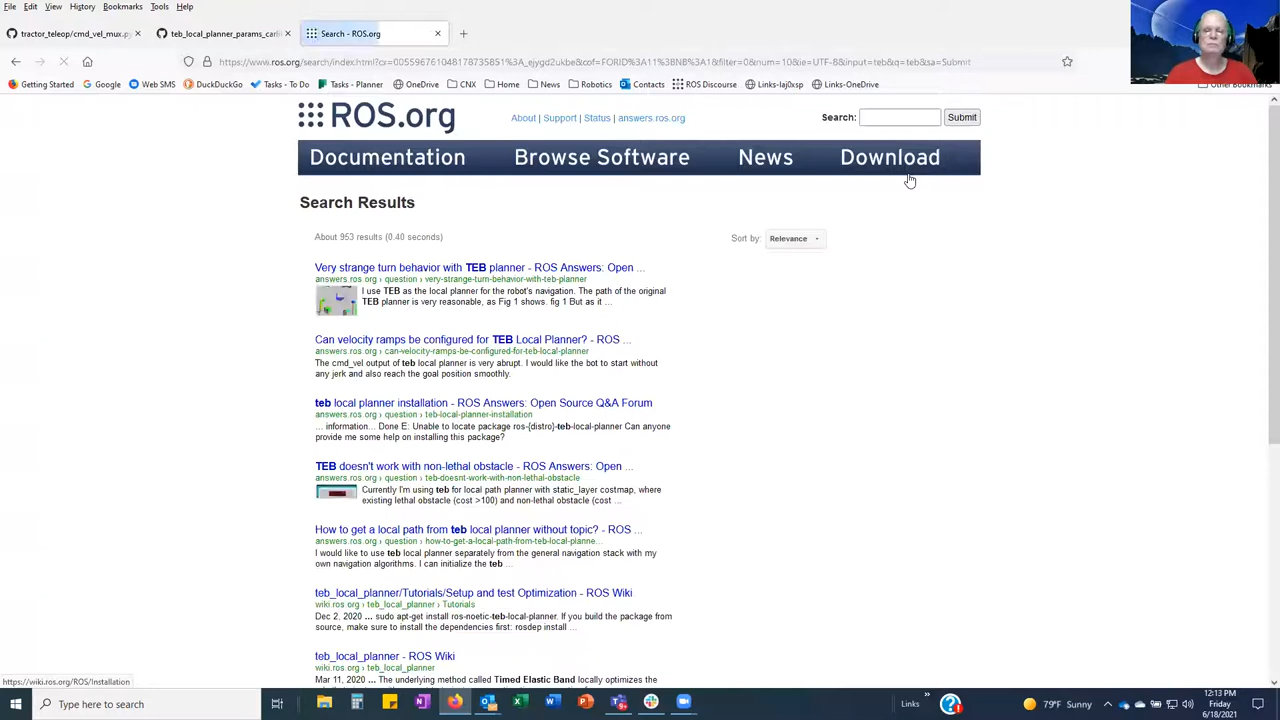 File Edit View History Bookmarks Tools Help
tractor_teleop/cmd_vel_mux.py
teb_local_planner_params_carli
Search - ROS.org
https://www.ros.org/search/index.html?
Getting Started
Google
Web SMS
DuckDuckGo
Tasks - To Do
Tasks - Planner
OneDrive
CNX
Home
News
Robotics
Contacts
ROS Discourse
Links-laj0xsp
Links-OneDrive
Other Bookmarks
ROS.org
About | Support | Status | answers.ros.org
Search:
Submit
Documentation
Browse Software
News
Download
Search Results
About 953 results (0.40 seconds)
Sort by:
Relevance
Very strange turn behavior with TEB planner - ROS Answers: Open ...
answers.ros.org › question › very-strange-turn-behavior-with-teb-planner
I use TEB as the local planner for the robot's navigation. The path of the original
TEB planner is very reasonable, as Fig 1 shows. fig 1 But as it ...
Can velocity ramps be configured for TEB Local Planner? - ROS ...
answers.ros.org › can-velocity-ramps-be-configured-for-teb-local-planner
The cmd_vel output of teb local planner is very abrupt. I would like the bot to start without
any jerk and also reach the goal position smoothly.
teb local planner installation - ROS Answers: Open Source Q&A Forum
answers.ros.org › question › teb-local-planner-installation
... information... Done E: Unable to locate package ros-{distro}-teb-local-planner Can anyone
provide me some help on installing this package?
TEB doesn't work with non-lethal obstacle - ROS Answers: Open ...
answers.ros.org › question › teb-doesnt-work-with-non-lethal-obstacle
Currently I'm using teb for local path planner with static_layer costmap, where
existing lethal obstacle (cost >100) and non-lethal obstacle (cost ...
How to get a local path from teb local planner without topic? - ROS ...
answers.ros.org › question › how-to-get-a-local-path-from-teb-local-planne...
I would like to use teb local planner separately from the general navigation stack with my
own navigation algorithms. I can initialize the teb ...
teb_local_planner/Tutorials/Setup and test Optimization - ROS Wiki
wiki.ros.org › teb_local_planner › Tutorials
Dec 2, 2020 ... sudo apt-get install ros-noetic-teb-local-planner. If you build the package from
source, make sure to install the dependencies first: rosdep install ...
teb_local_planner - ROS Wiki
wiki.ros.org › teb_local_planner
Mar 11, 2020 ... The underlying method called Timed Elastic Band locally optimizes the
https://wiki.ros.org/ROS/Installation
Type here to search
Links
79°F Sunny
12:13 PM
Friday
6/18/2021